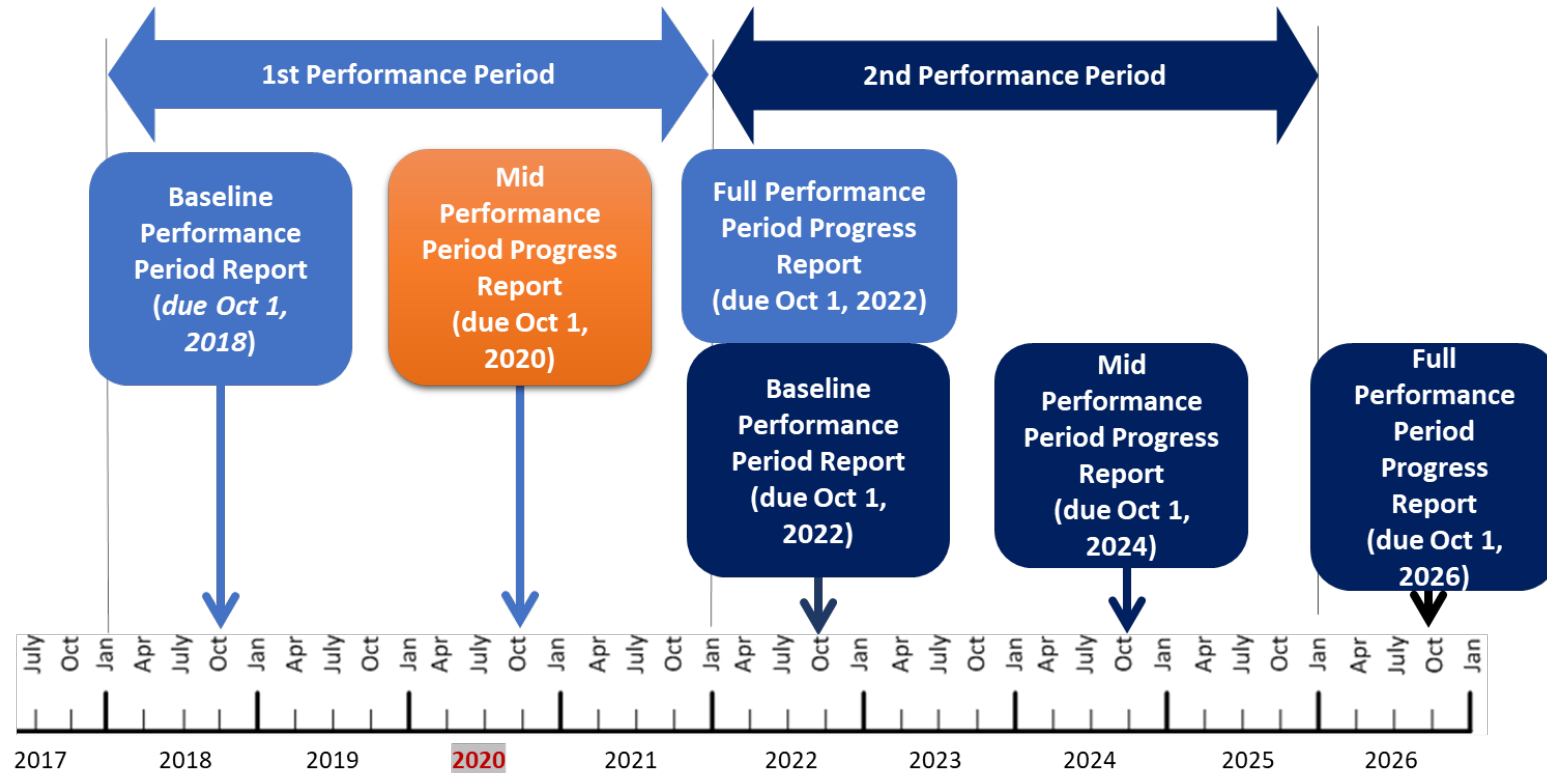 1st Performance Period
2nd Performance Period
Baseline
Performance
Period Report
(due Oct 1,
2018)
Mid
Performance
Period Progress
Report
(due Oct 1,
2020)
Full Performance
Period Progress
Report
(due Oct 1, 2022)
Baseline
Performance
Period Report
(due Oct 1,
2022)
Mid
Performance
Period Progress
Report
(due Oct 1,
2024)
Full
Performance
Period
Progress
Report
(due Oct 1,
2026)
July Oct Jan Apr July Oct Jan Apr July Oct Jan Apr July Oct Jan Apr July Oct Jan Apr July Oct Jan Apr July Oct Jan Apr July Oct Jan Apr July Oct Jan Apr July Oct Jan
2017 2018 2019 2020 2021 2022 2023 2024 2025 2026